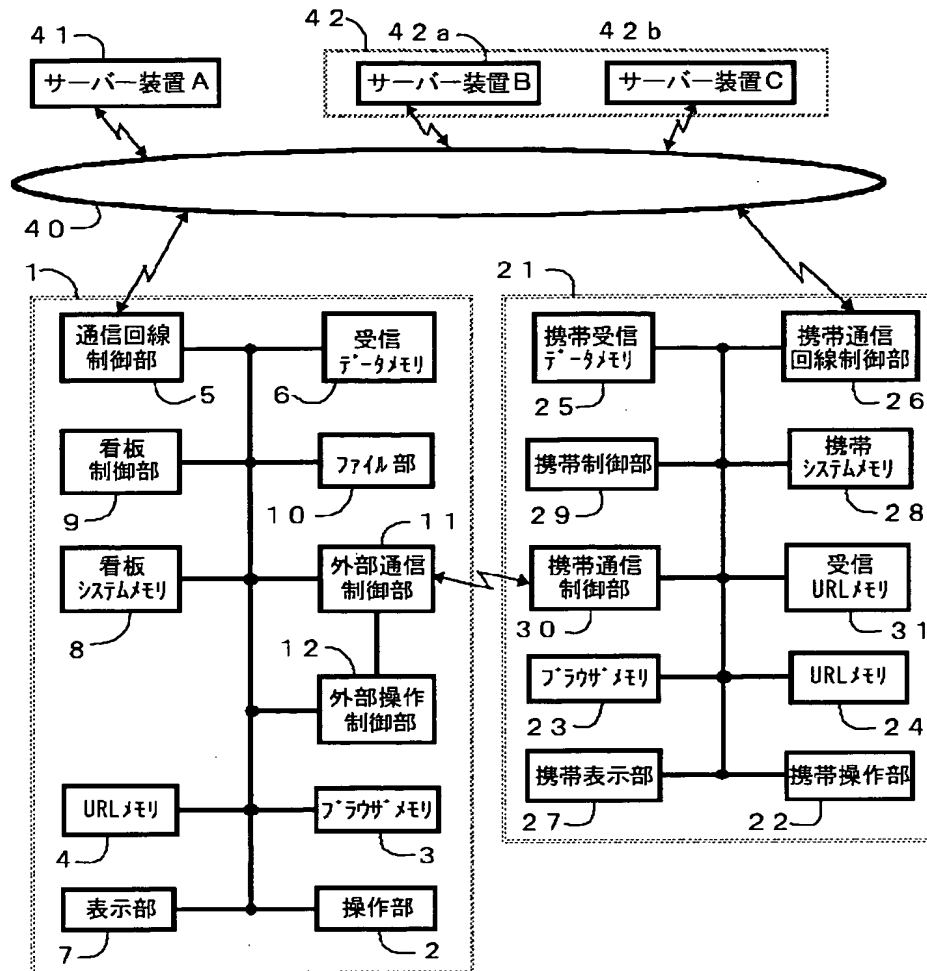 41
42
42a
42b
サーバー装置A
サーバー装置B
サーバー装置C
40
1
通信回線
制御部
5
受信
ﾃﾞｰﾀﾒﾓﾘ
6
看板
制御部
9
ﾌｧｲﾙ部
10
11
看板
ｼｽﾃﾑﾒﾓﾘ
8
外部通信
制御部
12
外部操作
制御部
URLﾒﾓﾘ
4
ﾌﾞﾗｳｻﾞﾒﾓﾘ
3
表示部
7
操作部
2
21
携帯受信
ﾃﾞｰﾀﾒﾓﾘ
25
携帯通信
回線制御部
26
携帯制御部
29
携帯
ｼｽﾃﾑﾒﾓﾘ
28
携帯通信
制御部
30
受信
URLﾒﾓﾘ
31
ﾌﾞﾗｳｻﾞﾒﾓﾘ
23
URLﾒﾓﾘ
24
携帯表示部
27
携帯操作部
22